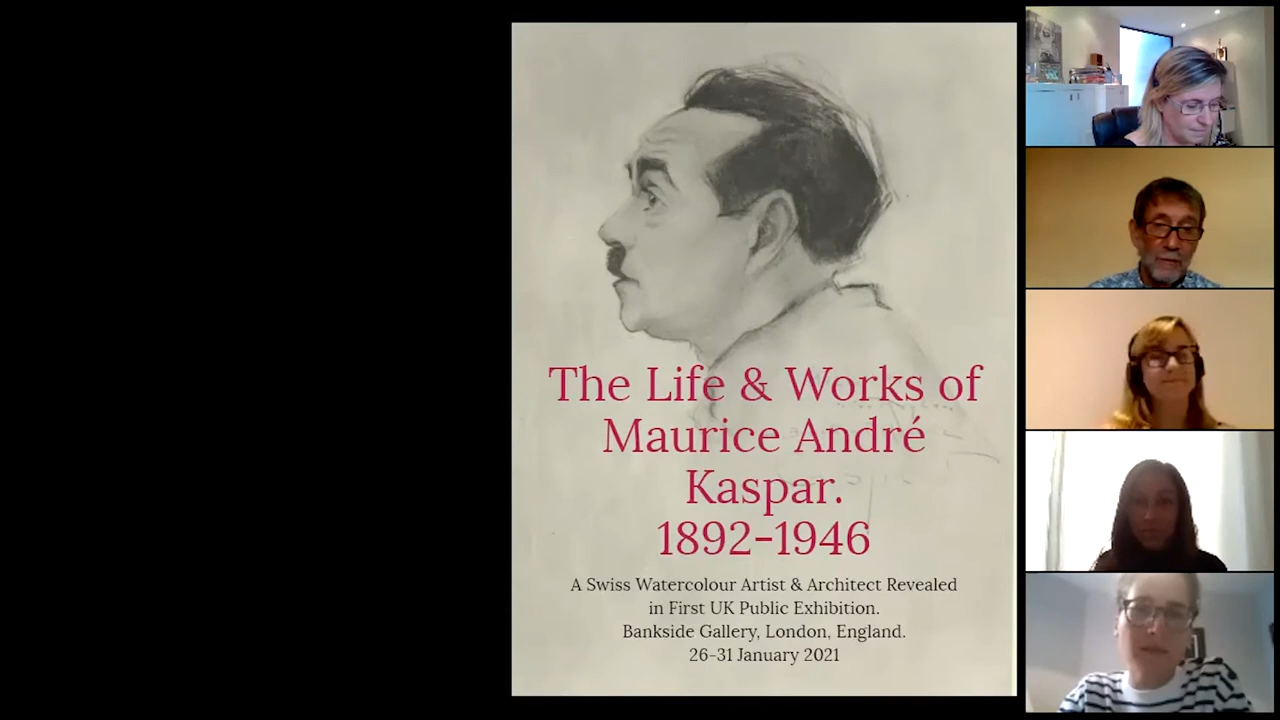 The Life & Works of
Maurice André
Kaspar.
1892-1946
A Swiss Watercolour Artist & Architect Revealed
in First UK Public Exhibition.
Bankside Gallery, London, England.
26-31 January 2021